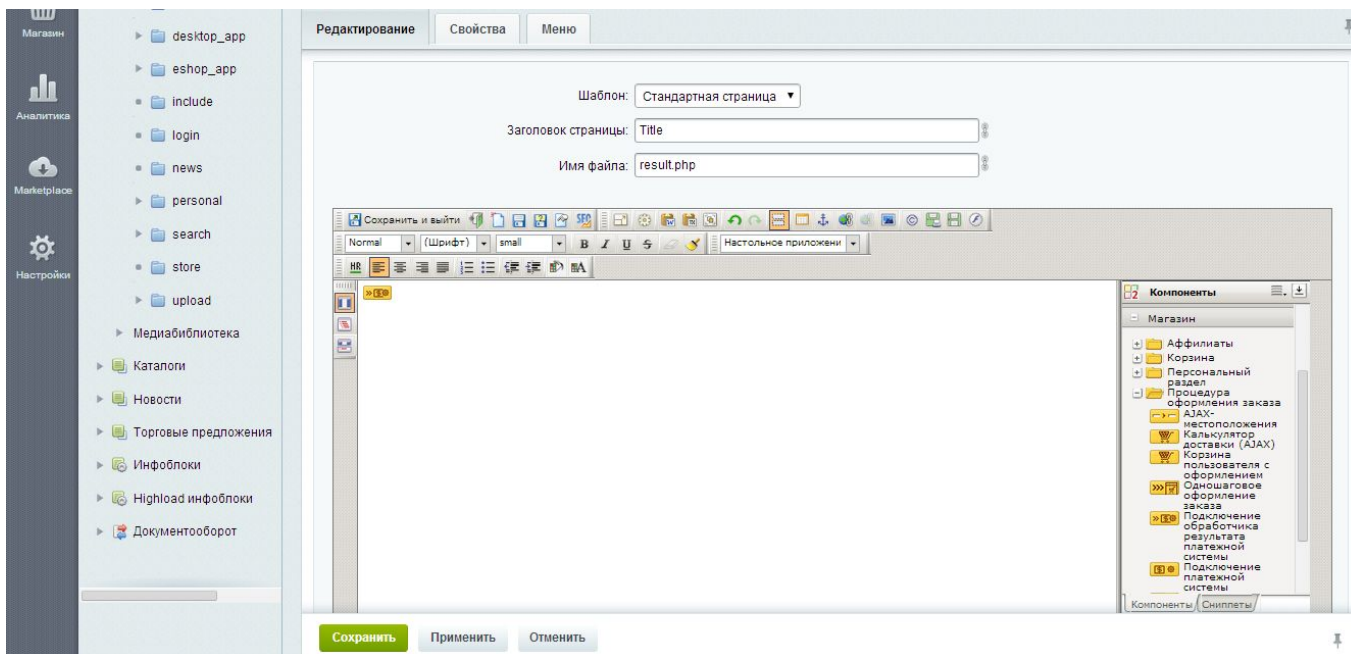 Магазин
Аналитика
Marketplace
Настройки
desktop_app
eshop_app
include
login
news
personal
search
store
upload
Медиабиблиотека
Каталоги
Новости
Торговые предложения
Инфоблоки
Highload инфоблоки
Документооборот
Редактирование Свойства Меню
Шаблон: Стандартная страница
Заголовок страницы: Title
Имя файла: result.php
Сохранить и выйти SEO
Normal (Шрифт) small B I U S Настольное приложени
HR
Компоненты
Магазин
Аффилиаты
Корзина
Персональный
раздел
Процедура
оформления заказа
AJAX-
местоположения
Калькулятор
доставки (AJAX)
Корзина
пользователя с
оформлением
Одношаговое
оформление
заказа
Подключение
обработчика
результата
платежной
системы
Подключение
платежной
системы
Компоненты Сниппеты
Сохранить Применить Отменить